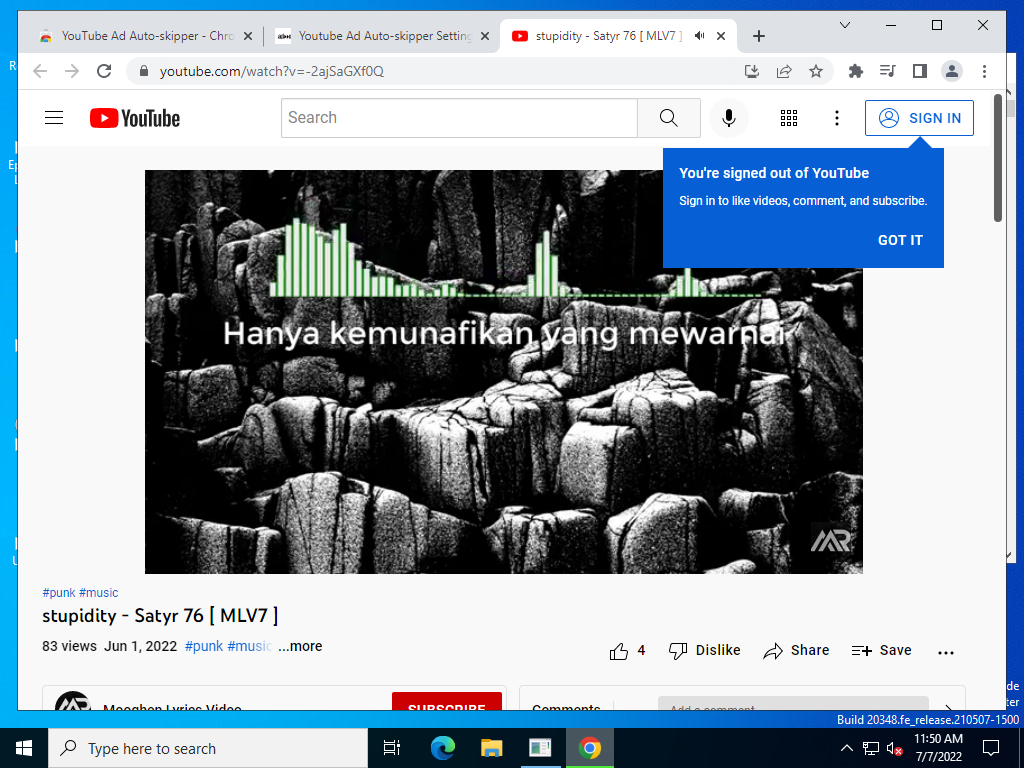 YouTube Ad Auto-skipper - Chro
Youtube Ad Auto-skipper Setting
stupidity - Satyr 76 [ MLV7 ]
youtube.com/watch?v=-2ajSaGXf0Q
YouTube
Search
SIGN IN
You're signed out of YouTube
Sign in to like videos, comment, and subscribe.
GOT IT
Hanya kemunafikan yang mewarnai
MR
#punk #music
stupidity - Satyr 76 [ MLV7 ]
83 views Jun 1, 2022 #punk #music ...more
4 Dislike Share Save
Mooghen Lyrics Video
SUBSCRIBE
Comments
Add a comment...
Build 20348.fe_release.210507-1500
Type here to search
11:50 AM
7/7/2022